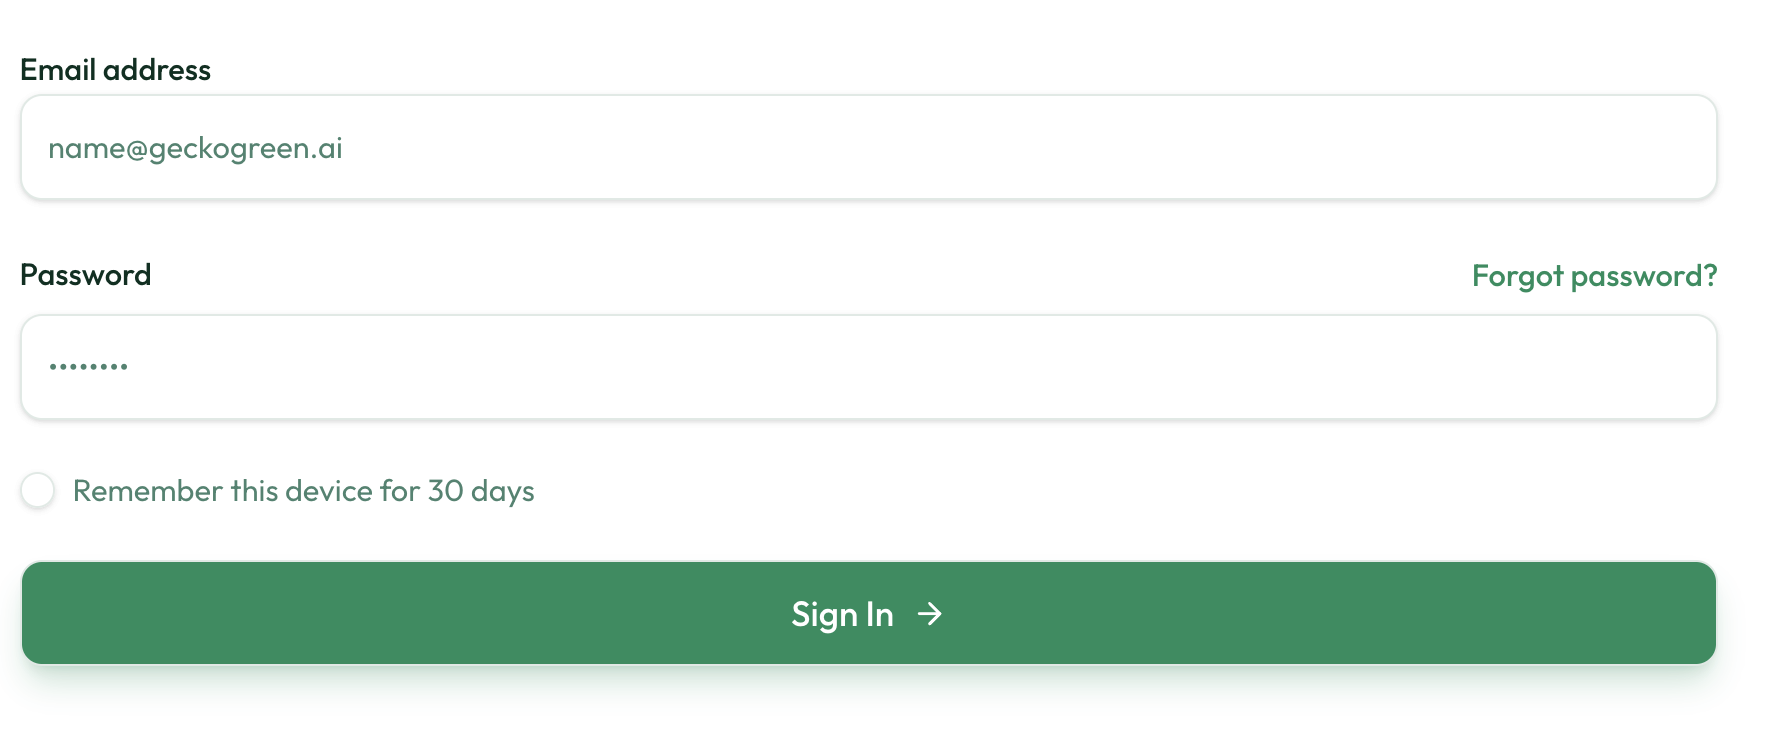 Email address
name@geckogreen.ai
Password
Forgot password?
••••••••
Remember this device for 30 days
Sign In →